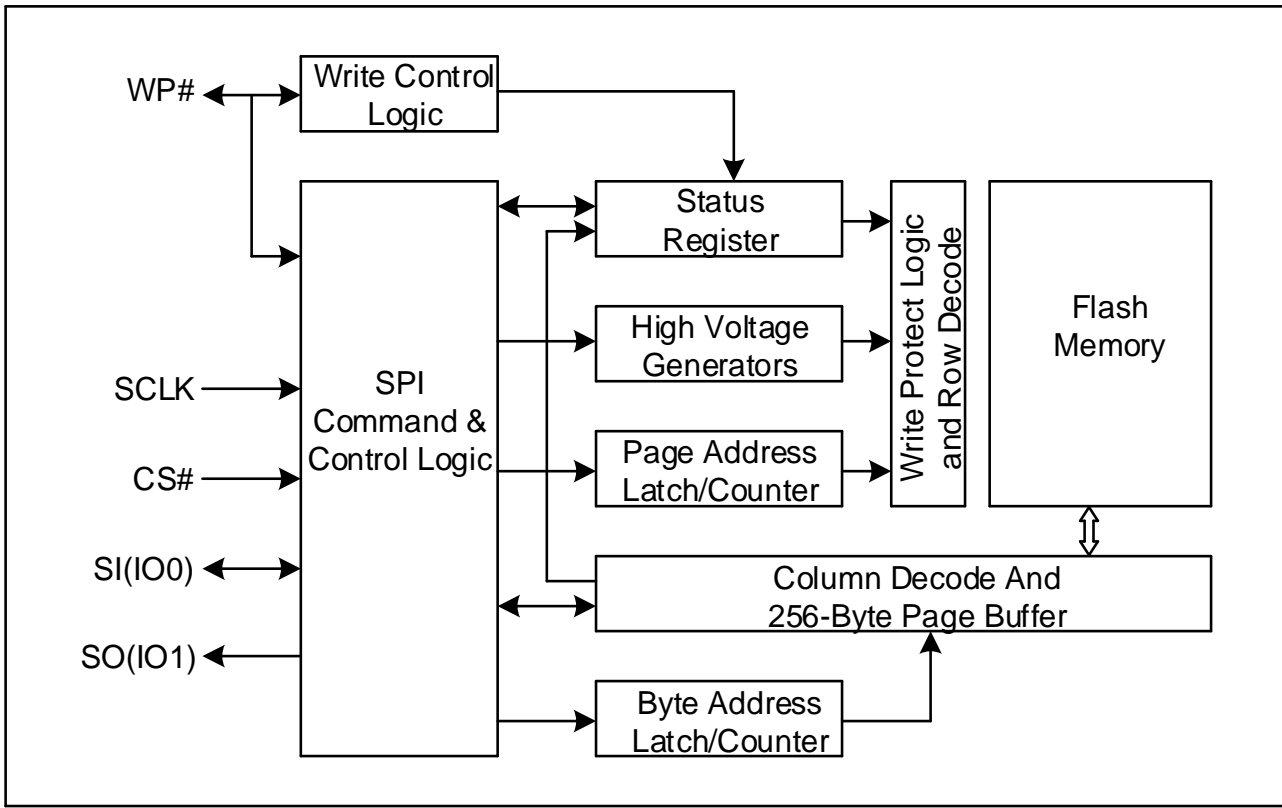 WP#
Write Control
Logic
SCLK
CS#
SI(IO0)
SO(IO1)
SPI
Command &
Control Logic
Status
Register
High Voltage
Generators
Page Address
Latch/Counter
Write Protect Logic
and Row Decode
Flash
Memory
Column Decode And
256-Byte Page Buffer
Byte Address
Latch/Counter